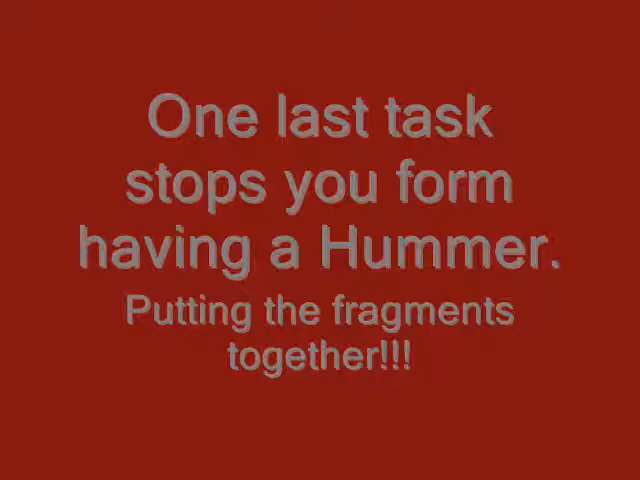 One last task
stops you form
having a Hummer.
Putting the fragments
together!!!